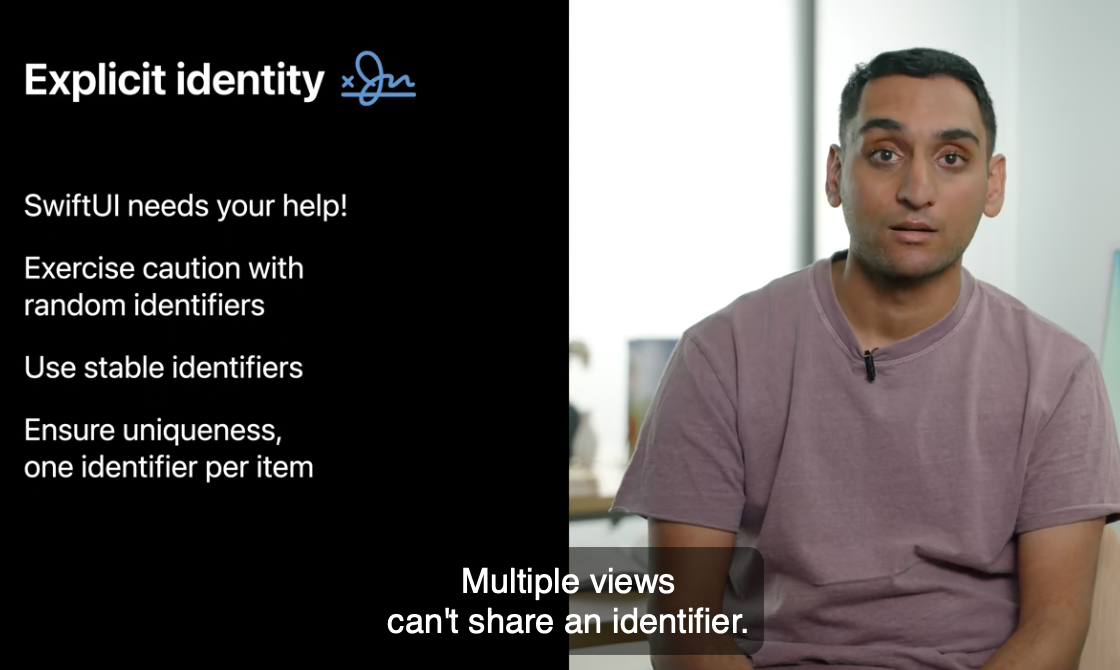 Explicit identity
SwiftUI needs your help!
Exercise caution with
random identifiers
Use stable identifiers
Ensure uniqueness,
one identifier per item
Multiple views
can't share an identifier.